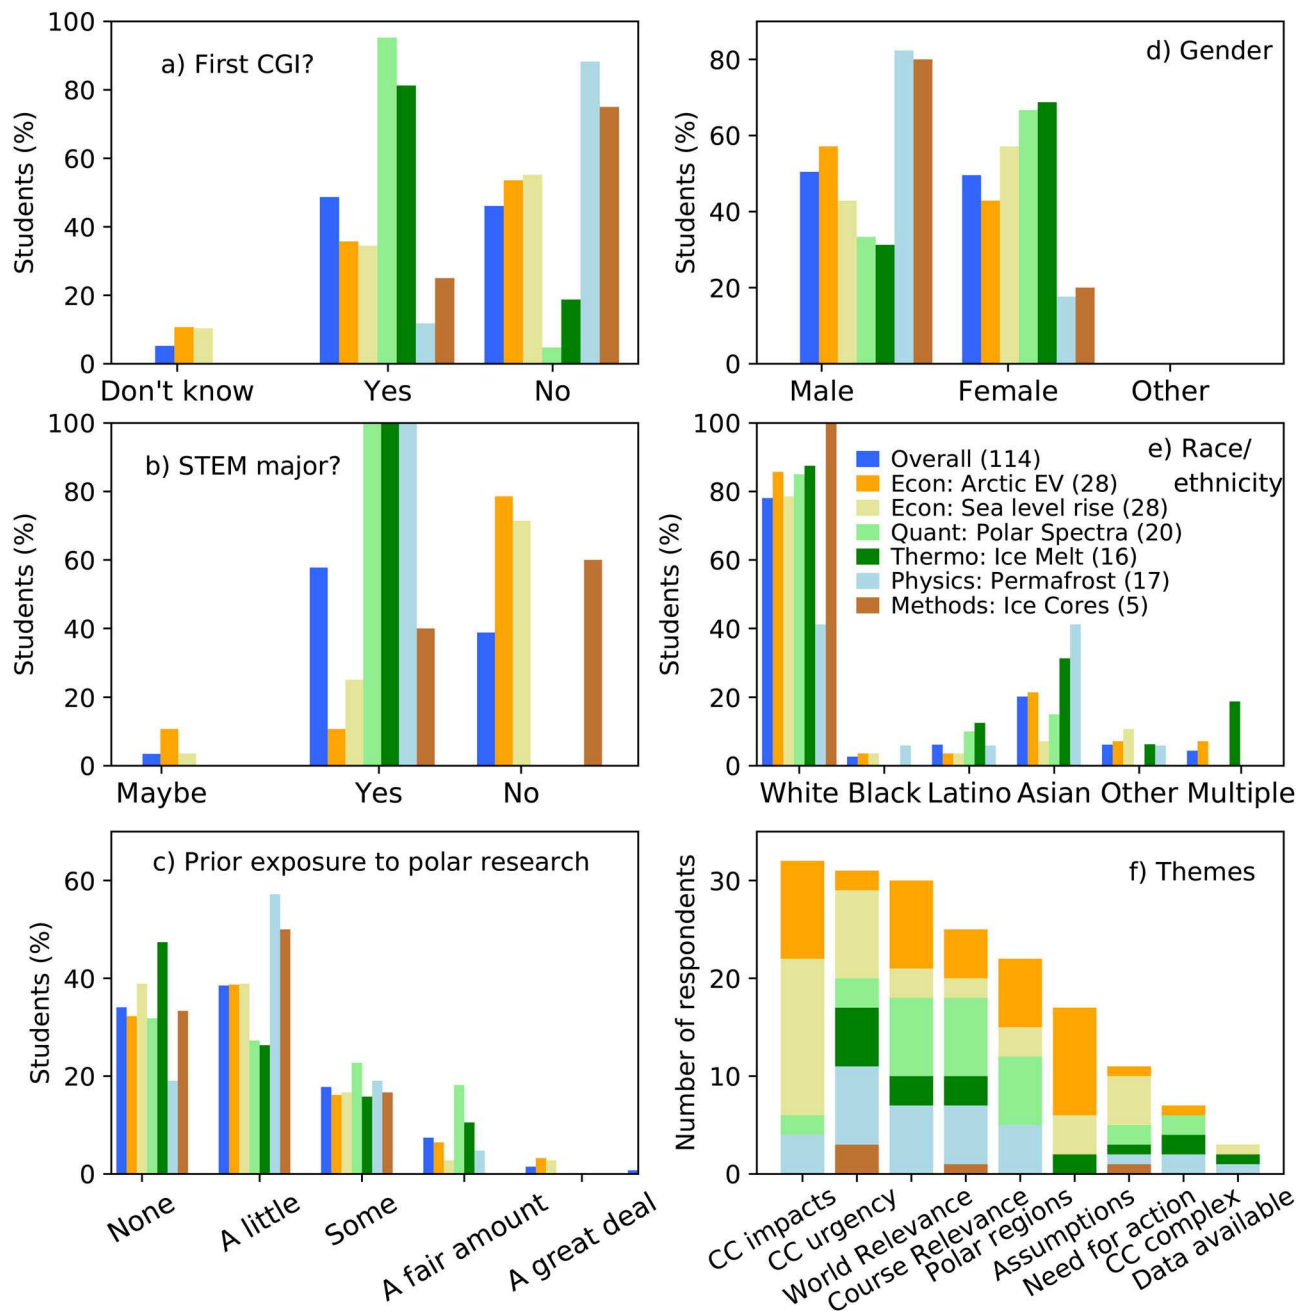 a) First CGI?
Students (%)
100
80
60
40
20
0
Don't know Yes No
d) Gender
Students (%)
80
60
40
20
0
Male Female Other
b) STEM major?
Students (%)
100
80
60
40
20
0
Maybe Yes No
e) Race/
ethnicity
Students (%)
100
80
60
40
20
0
Overall (114)
Econ: Arctic EV (28)
Econ: Sea level rise (28)
Quant: Polar Spectra (20)
Thermo: Ice Melt (16)
Physics: Permafrost (17)
Methods: Ice Cores (5)
White Black Latino Asian Other Multiple
c) Prior exposure to polar research
Students (%)
60
40
20
0
None
A little
Some
A fair amount
A great deal
f) Themes
Number of respondents
30
20
10
0
CC impacts
CC urgency
World Relevance
Course Relevance
Polar regions
Assumptions
Need for action
CC complex
Data available